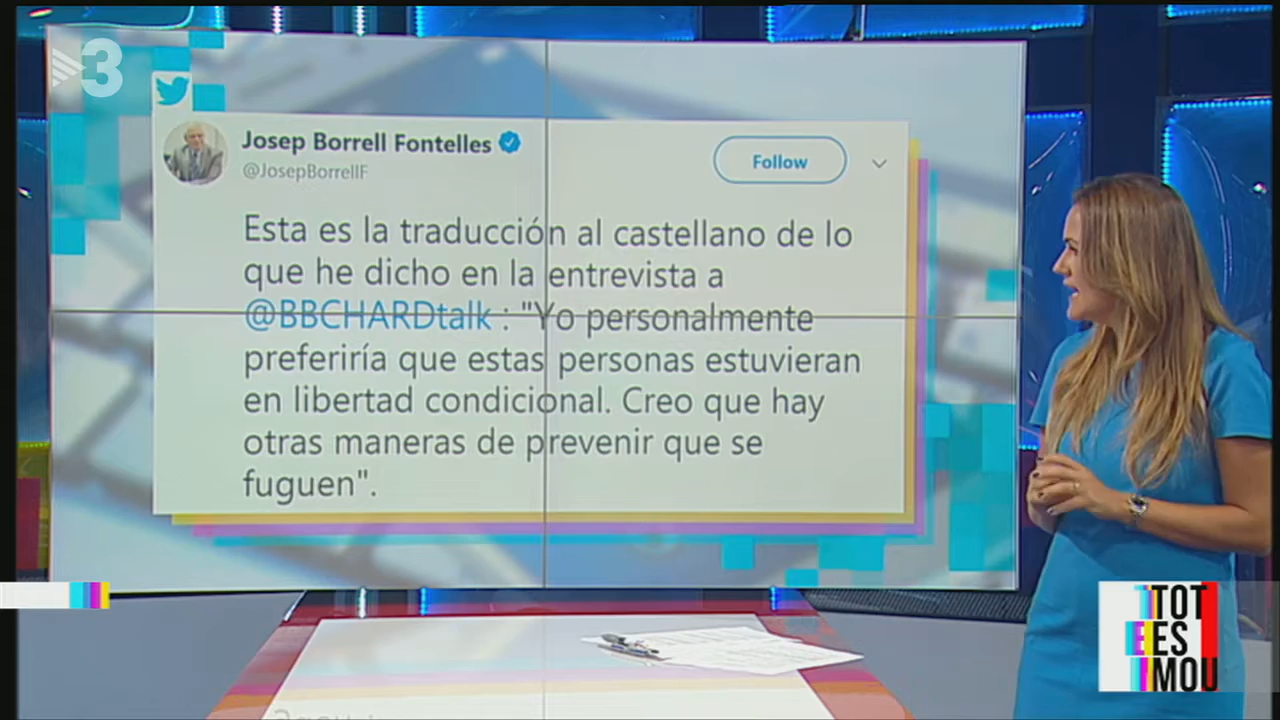 3
Josep Borrell Fontelles
@JosepBorrellF
Follow
Esta es la traducción al castellano de lo
que he dicho en la entrevista a
@BBCHARDtalk : "Yo personalmente
preferiría que estas personas estuvieran
en libertad condicional. Creo que hay
otras maneras de prevenir que se
fuguen".
TOT
ES
MOU